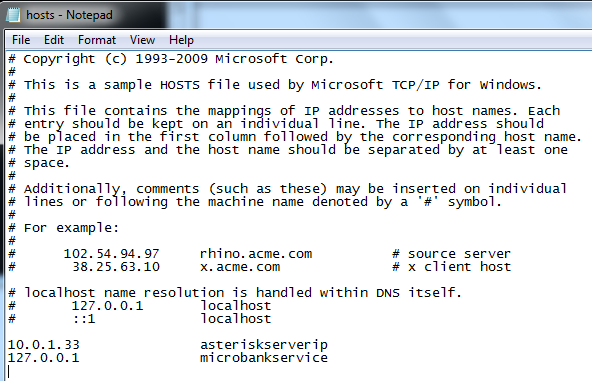 hosts - Notepad
File Edit Format View Help
# Copyright (c) 1993-2009 Microsoft Corp.
#
# This is a sample HOSTS file used by Microsoft TCP/IP for Windows.
#
# This file contains the mappings of IP addresses to host names. Each
# entry should be kept on an individual line. The IP address should
# be placed in the first column followed by the corresponding host name.
# The IP address and the host name should be separated by at least one
# space.
#
# Additionally, comments (such as these) may be inserted on individual
# lines or following the machine name denoted by a '#' symbol.
#
# For example:
#
#      102.54.94.97     rhino.acme.com          # source server
#       38.25.63.10     x.acme.com              # x client host

# localhost name resolution is handled within DNS itself.
#       127.0.0.1       localhost
#       ::1             localhost

10.0.1.33               asteriskserverip
127.0.0.1               microbankservice